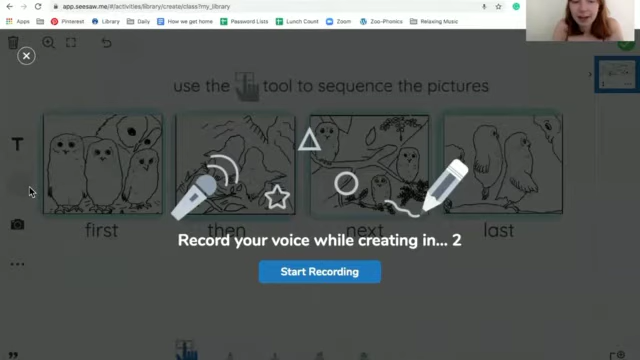 app.seesaw.me/#/activities/library/create/class?my_library
Apps Pinterest Library How we get home Password Lists Lunch Count Zoom Zoo-Phonics Relaxing Music
use the tool to sequence the pictures
T
first then next last
Record your voice while creating in... 2
Start Recording